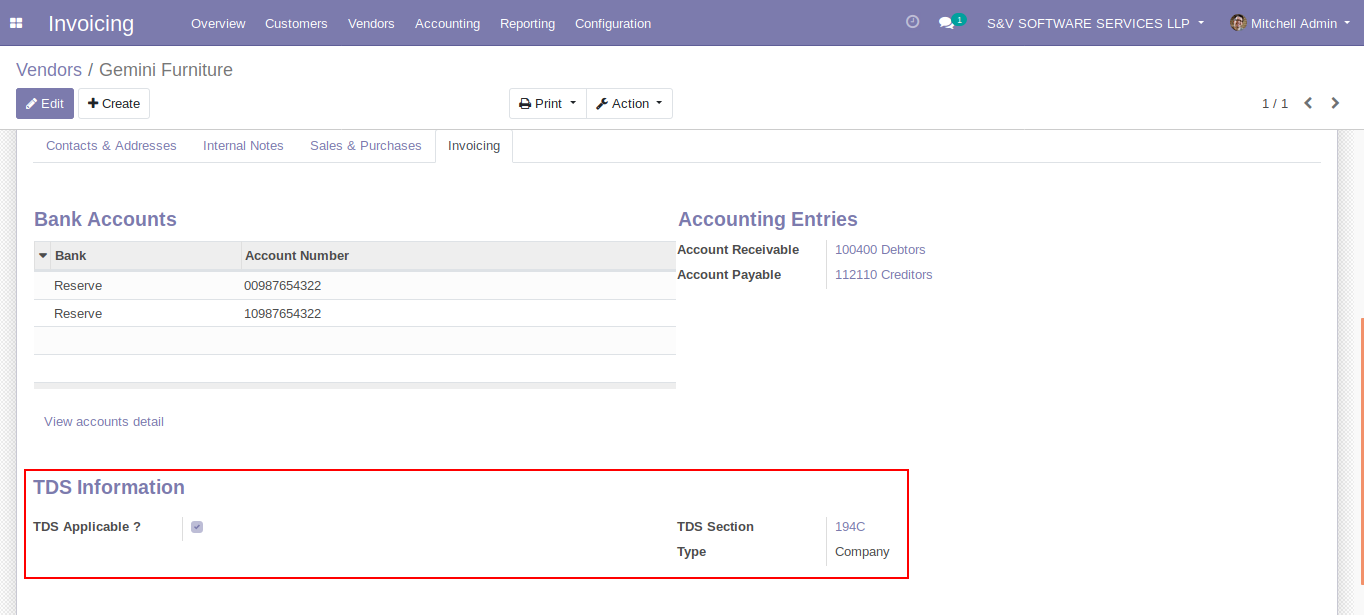 Invoicing Overview Customers Vendors Accounting Reporting Configuration 1 S&V SOFTWARE SERVICES LLP Mitchell Admin
Vendors / Gemini Furniture
Edit Create Print Action 1 / 1
Contacts & Addresses Internal Notes Sales & Purchases Invoicing
Bank Accounts
Bank Account Number
Reserve 00987654322
Reserve 10987654322
View accounts detail
Accounting Entries
Account Receivable 100400 Debtors
Account Payable 112110 Creditors
TDS Information
TDS Applicable ?
TDS Section 194C
Type Company